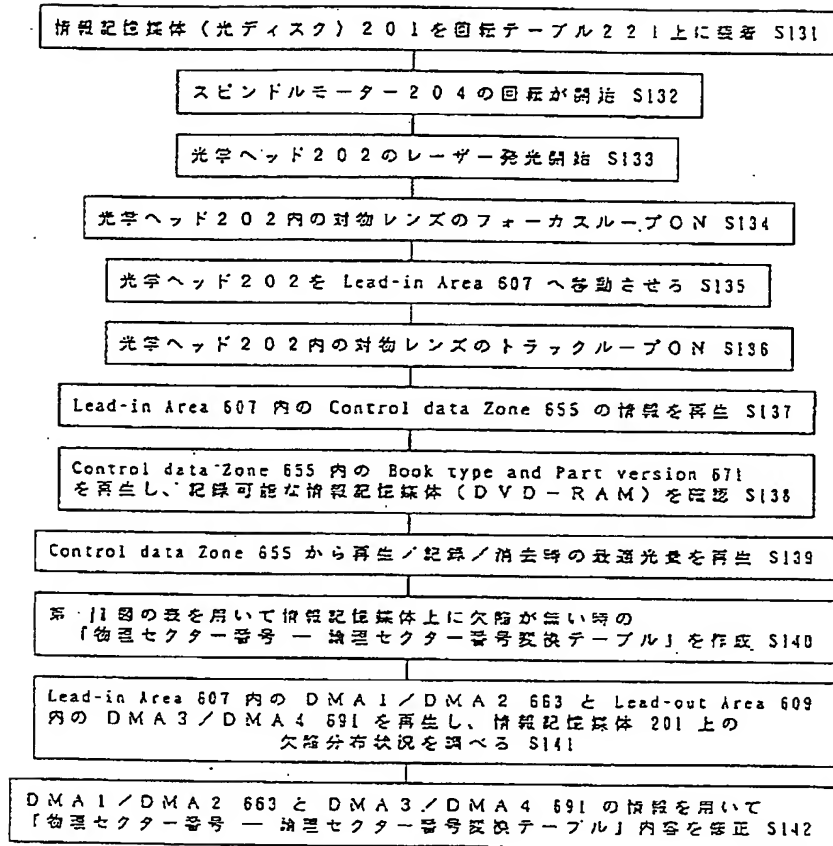 情報記憶媒体（光ディスク）２０１を回転テーブル２２１上に装着 S131
スピンドルモーター２０４の回転が開始 S132
光学ヘッド２０２のレーザー発光開始 S133
光学ヘッド２０２内の対物レンズのフォーカスループＯＮ S134
光学ヘッド２０２を Lead-in Area 607 へ移動させる S135
光学ヘッド２０２内の対物レンズのトラックループＯＮ S136
Lead-in Area 607 内の Control data Zone 655 の情報を再生 S137
Control data Zone 655 内の Book type and Part version 671
を再生し、記録可能な情報記憶媒体（ＤＶＤ－ＲＡＭ）を確認 S138
Control data Zone 655 から再生／記録／消去時の最適光量を再生 S139
第 11 図の表を用いて情報記憶媒体上に欠陥が無い時の
「物理セクター番号 ― 論理セクター番号変換テーブル」を作成 S140
Lead-in Area 607 内の ＤＭＡ１／ＤＭＡ２ 663 と Lead-out Area 609
内の ＤＭＡ３／ＤＭＡ４ 691 を再生し、情報記憶媒体 201 上の
欠陥分布状況を調べる S141
ＤＭＡ１／ＤＭＡ２ 663 と ＤＭＡ３／ＤＭＡ４ 691 の情報を用いて
「物理セクター番号 ― 論理セクター番号変換テーブル」内容を修正 S142